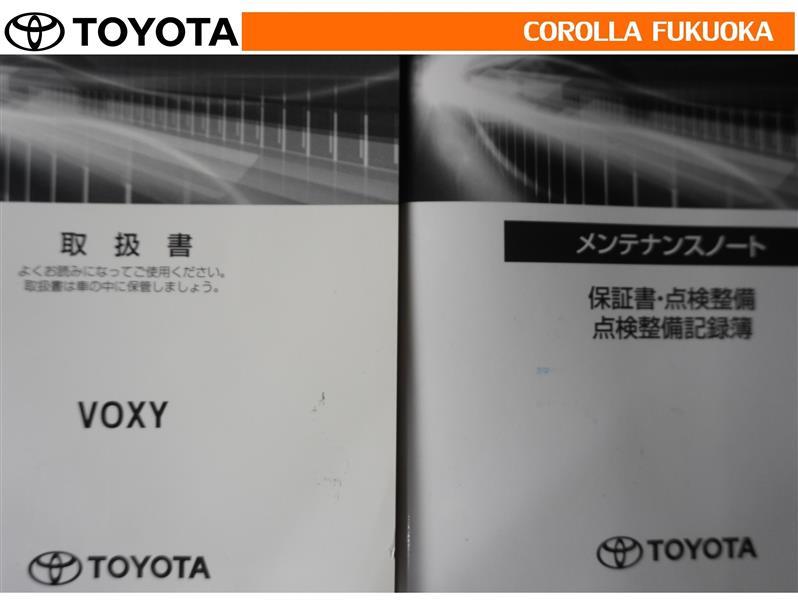 TOYOTA
COROLLA FUKUOKA
取扱書
よくお読みになってご使用ください。
取扱書は車の中に保管しましょう。
VOXY
TOYOTA
メンテナンスノート
保証書・点検整備
点検整備記録簿
TOYOTA